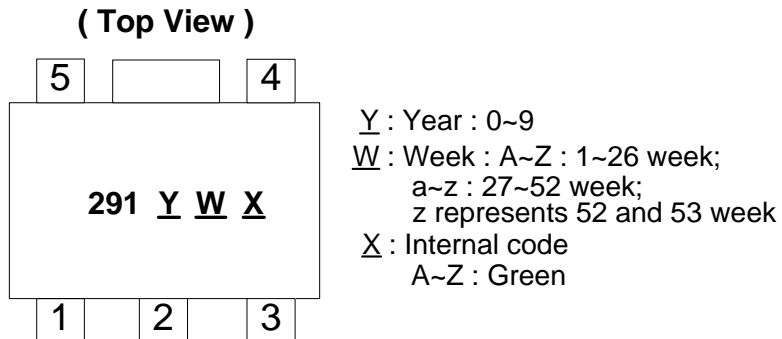 ( Top View )
5 4
291 Y W X
1 2 3
Y : Year : 0~9
W : Week : A~Z : 1~26 week;
a~z : 27~52 week;
z represents 52 and 53 week
X : Internal code
A~Z : Green